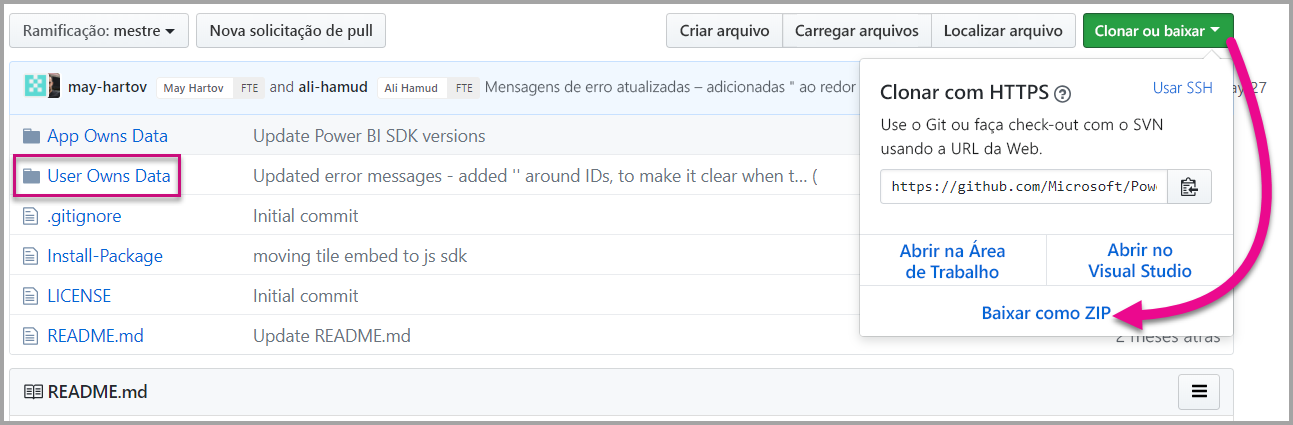 Ramificação: mestre
Nova solicitação de pull
Criar arquivo
Carregar arquivos
Localizar arquivo
Clonar ou baixar
may-hartov May Hartov FTE and ali-hamud Ali Hamud FTE Mensagens de erro atualizadas – adicionadas " ao redor
27
App Owns Data Update Power BI SDK versions
User Owns Data Updated error messages - added '' around IDs, to make it clear when t... (
.gitignore Initial commit
Install-Package moving tile embed to js sdk
LICENSE Initial commit
README.md Update README.md
2 meses atrás
Clonar com HTTPS
Usar SSH
Use o Git ou faça check-out com o SVN
usando a URL da Web.
https://github.com/Microsoft/Pow
Abrir na Área
de Trabalho
Abrir no
Visual Studio
Baixar como ZIP
README.md